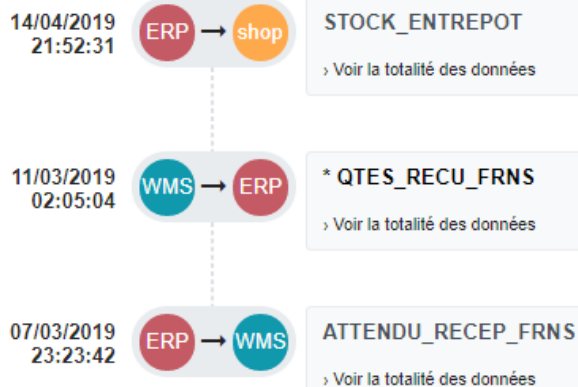 14/04/2019
21:52:31
ERP → shop
STOCK_ENTREPOT
› Voir la totalité des données
11/03/2019
02:05:04
WMS → ERP
* QTES_RECU_FRNS
› Voir la totalité des données
07/03/2019
23:23:42
ERP → WMS
ATTENDU_RECEP_FRNS
› Voir la totalité des données